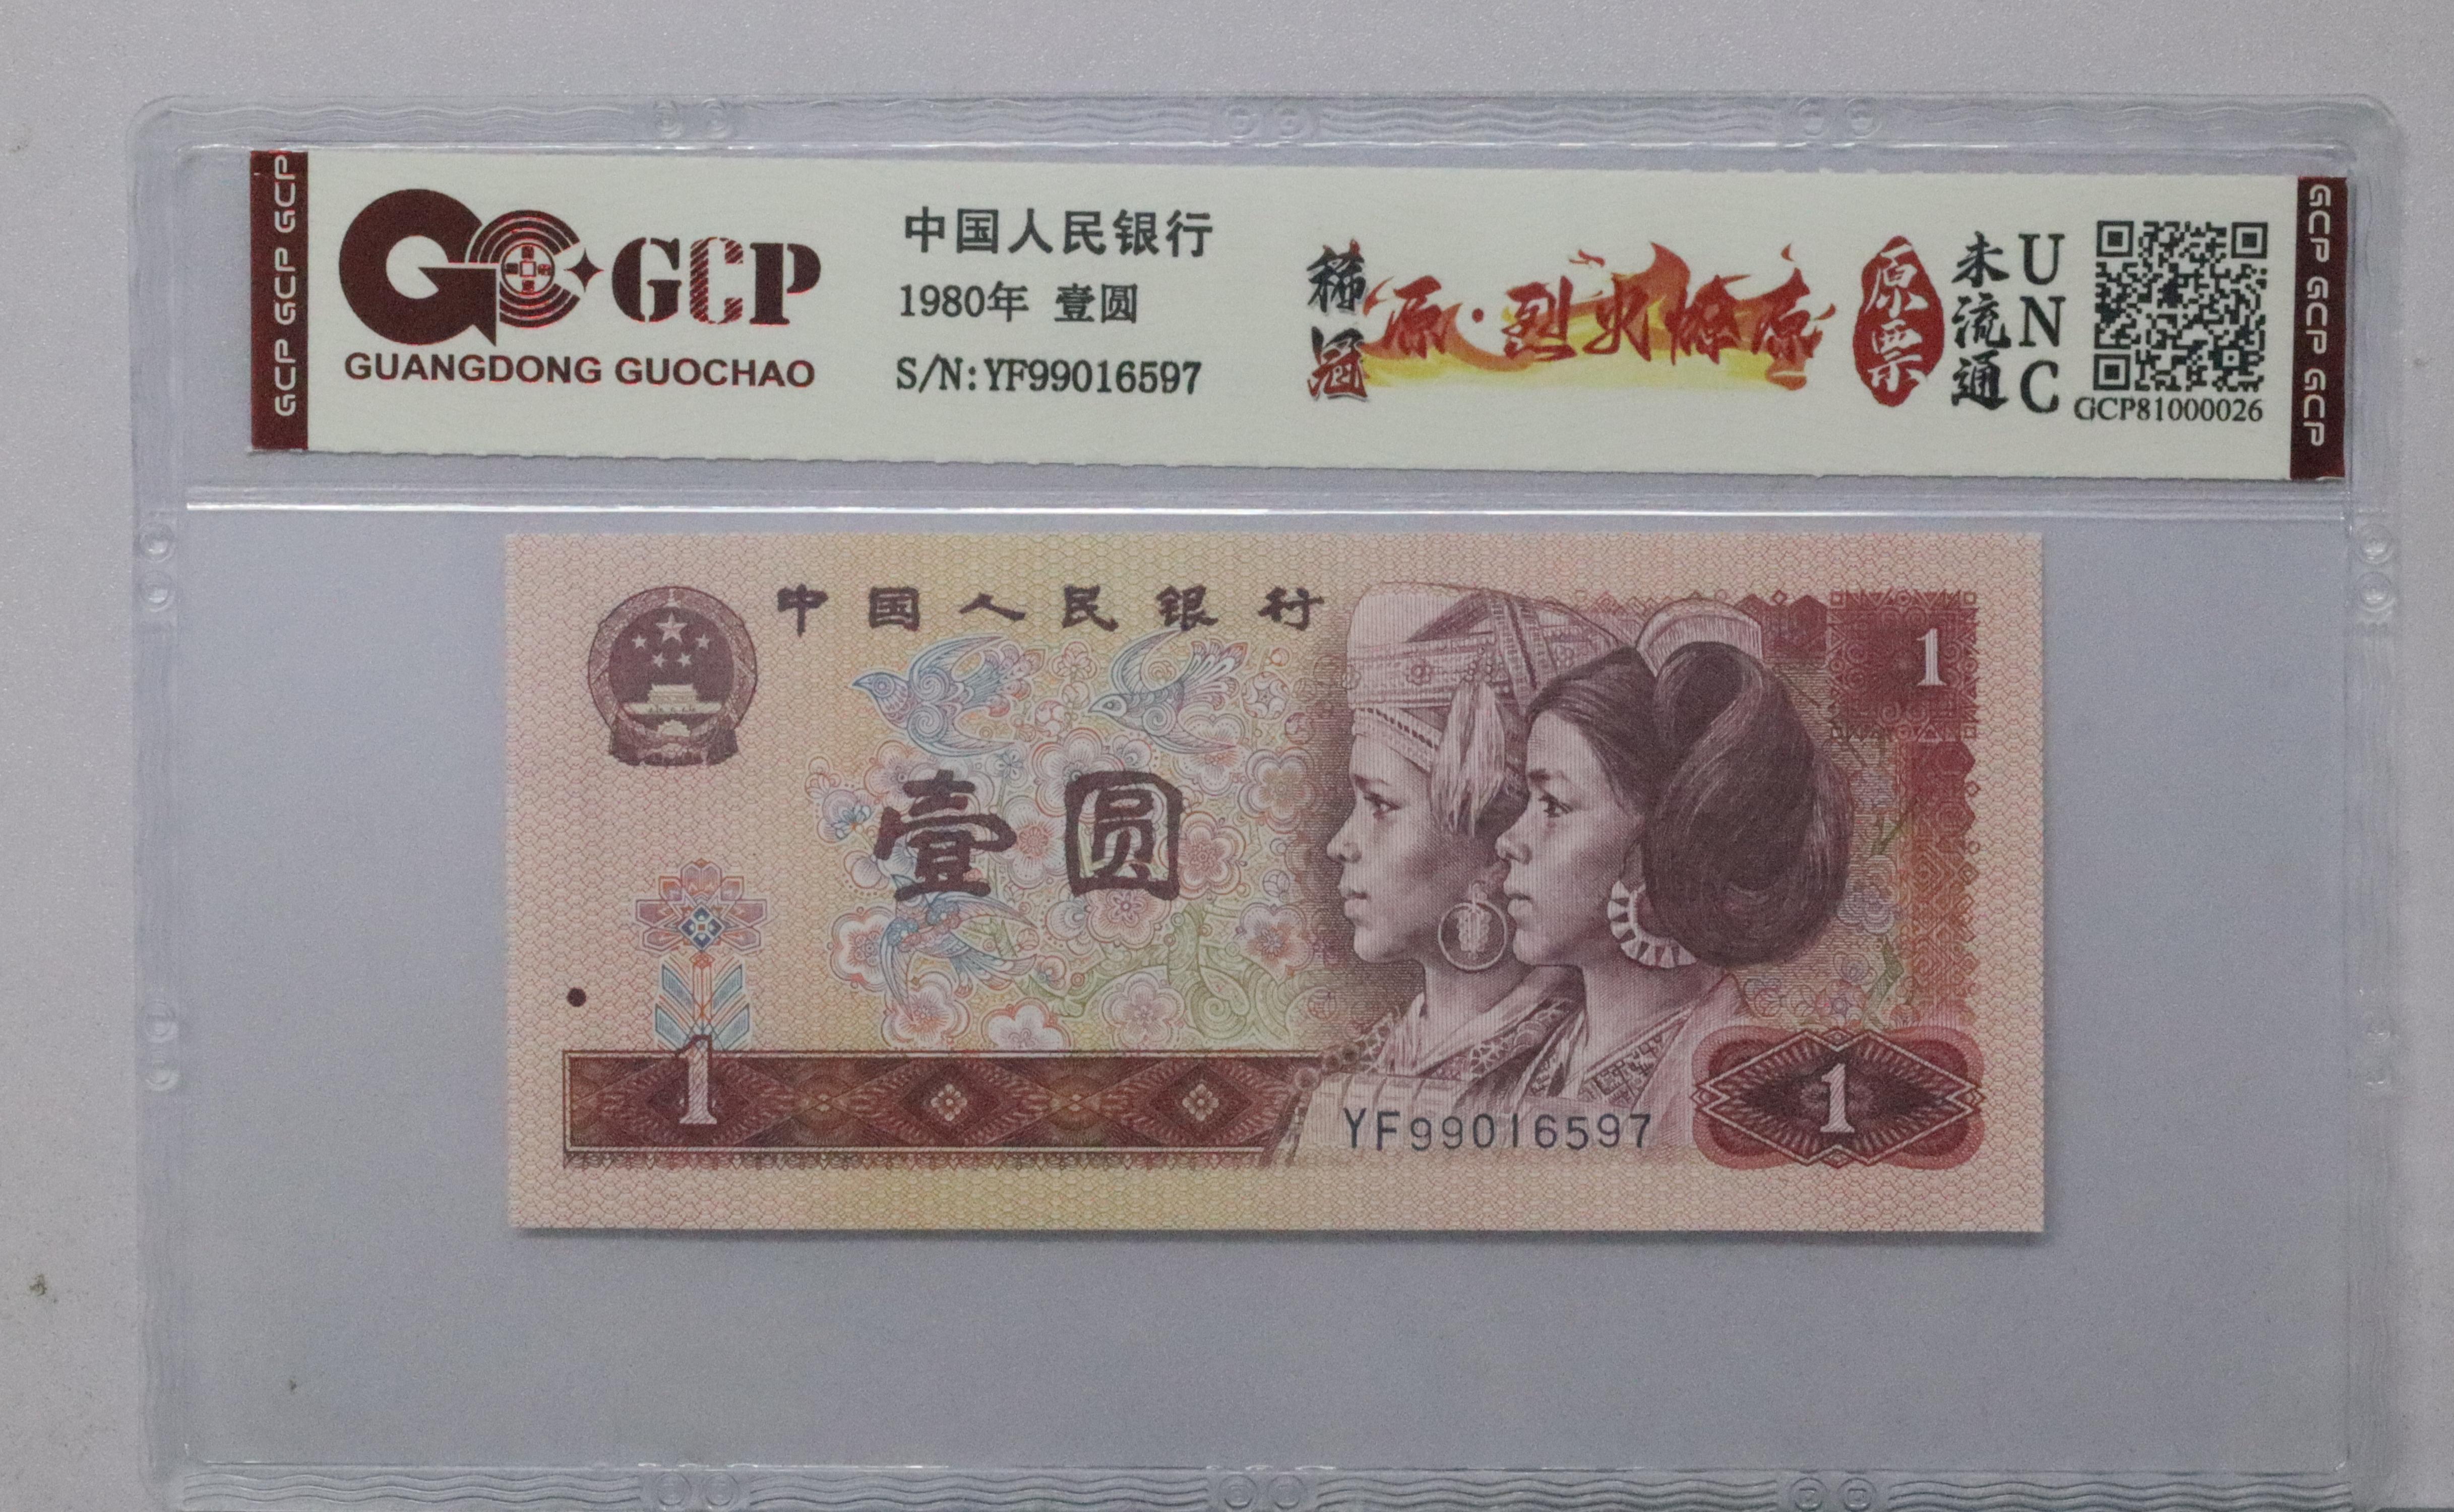 GCP GCP GCP
GCP
GUANGDONG GUOCHAO
中国人民银行
1980年 壹圆
S/N:YF99016597
稀冠
原·烈火燎原
原票
未流通
UNC
GCP81000026
GCP GCP GCP
中国人民银行
1
壹圆
1
YF99016597
1